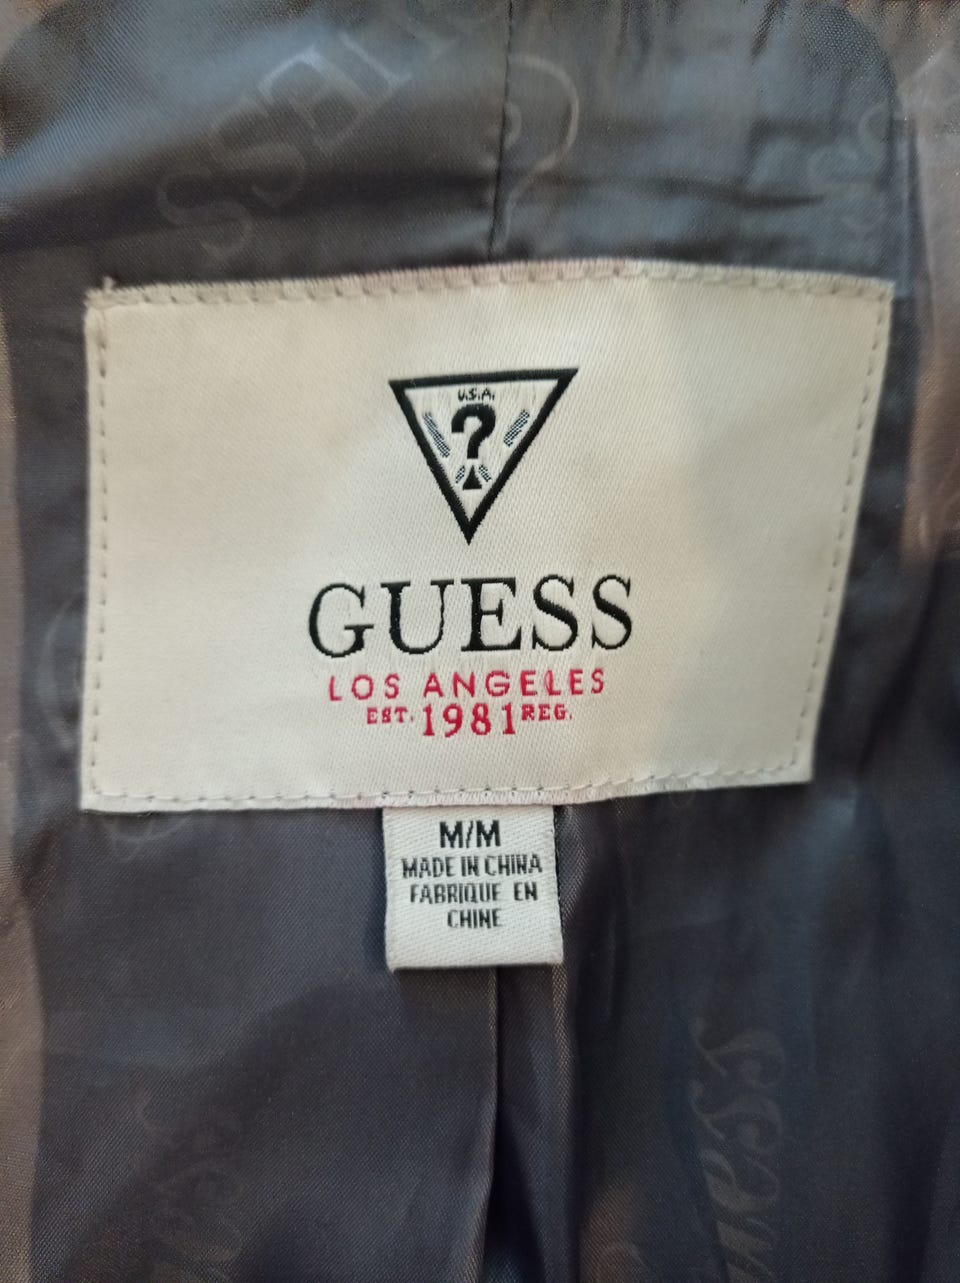 U.S.A.
?
GUESS
LOS ANGELES
EST. 1981 REG.
M/M
MADE IN CHINA
FABRIQUE EN
CHINE